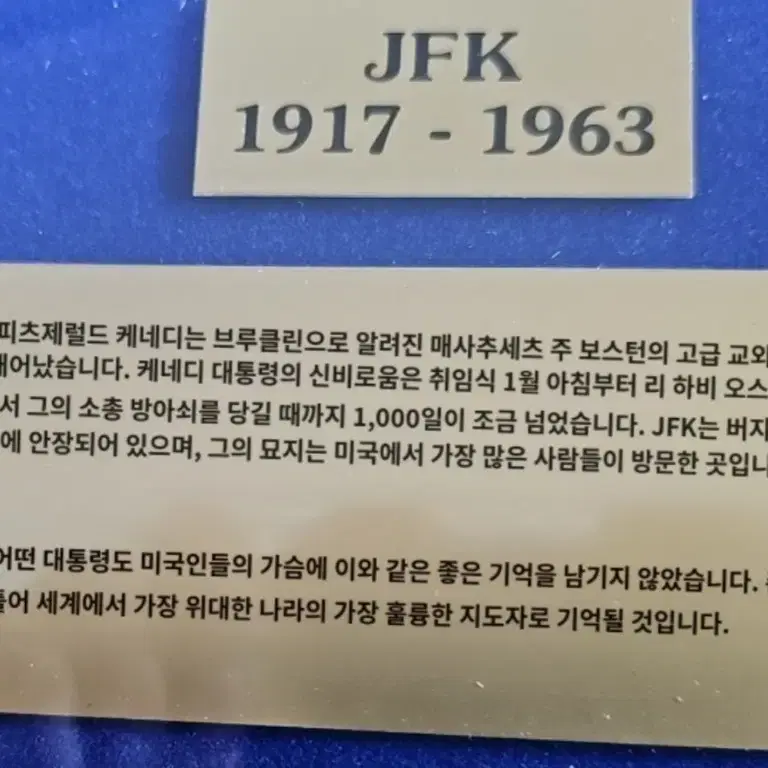 JFK
1917 - 1963
피츠제럴드 케네디는 브루클린으로 알려진 매사추세츠 주 보스턴의 고급 교외
태어났습니다. 케네디 대통령의 신비로움은 취임식 1월 아침부터 리 하비 오스
서 그의 소총 방아쇠를 당길 때까지 1,000일이 조금 넘었습니다. JFK는 버지
에 안장되어 있으며, 그의 묘지는 미국에서 가장 많은 사람들이 방문한 곳입니
어떤 대통령도 미국인들의 가슴에 이와 같은 좋은 기억을 남기지 않았습니다.
들어 세계에서 가장 위대한 나라의 가장 훌륭한 지도자로 기억될 것입니다.